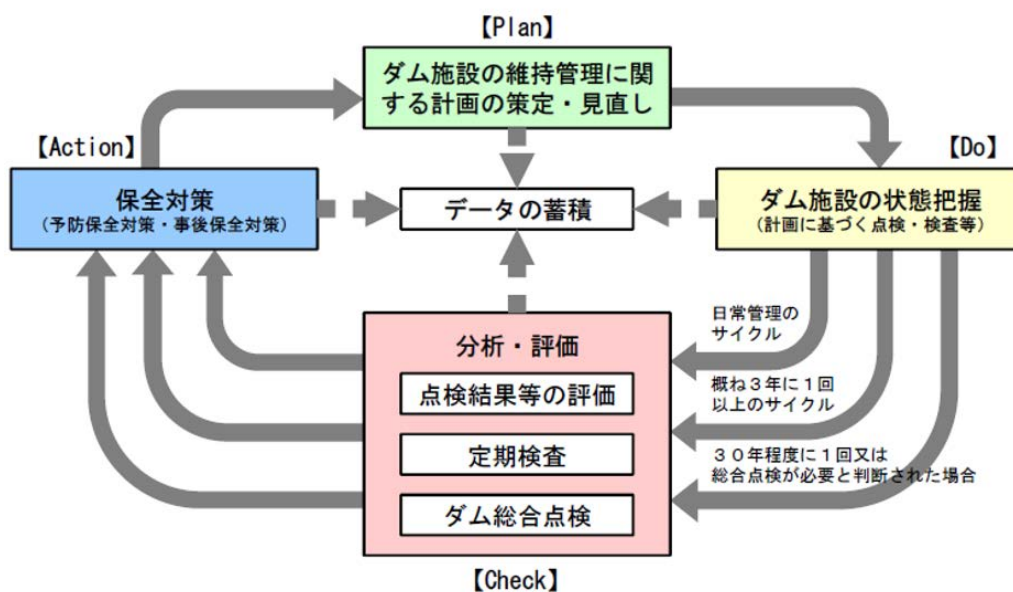 【Plan】
ダム施設の維持管理に関
する計画の策定・見直し
【Action】
保全対策
(予防保全対策・事後保全対策)
データの蓄積
【Do】
ダム施設の状態把握
(計画に基づく点検・検査等)
日常管理の
サイクル
概ね３年に１回
以上のサイクル
３０年程度に１回又は
総合点検が必要と判断された場合
分析・評価
点検結果等の評価
定期検査
ダム総合点検
【Check】